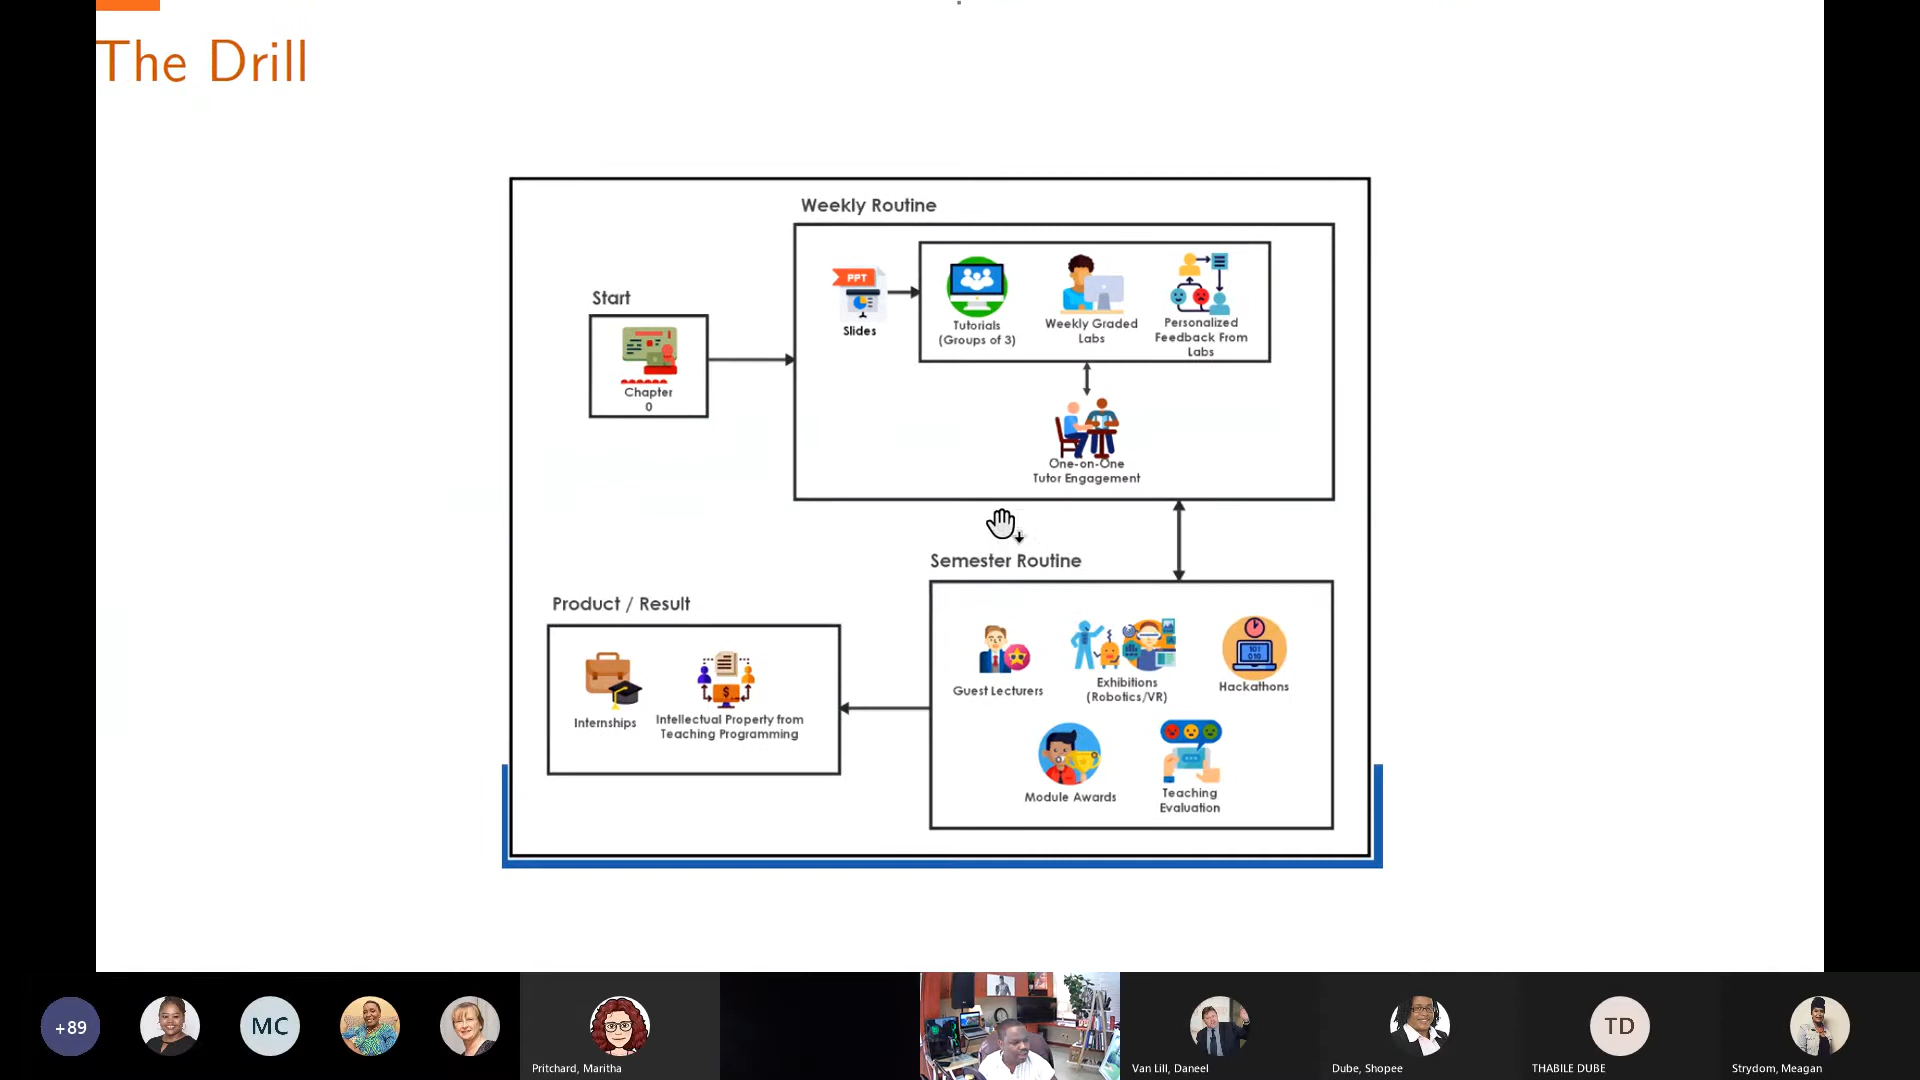 The Drill
Weekly Routine
PPT
Slides
Tutorials
(Groups of 3)
Weekly Graded
Labs
Personalized
Feedback From
Labs
Start
Chapter
0
One-on-One
Tutor Engagement
Semester Routine
Guest Lecturers
Exhibitions
(Robotics/VR)
101
010
Hackathons
Module Awards
Teaching
Evaluation
Product / Result
Internships
$
Intellectual Property from
Teaching Programming
+89
MC
Pritchard, Maritha
Van Lill, Daneel
Dube, Shopee
TD
THABILE DUBE
Strydom, Meagan